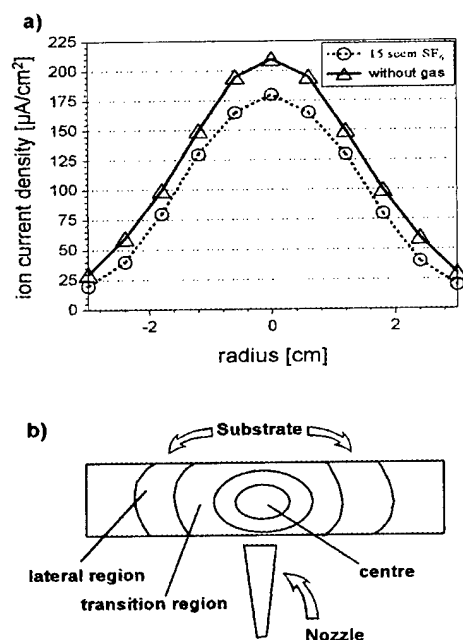 a)
ion current density [µA/cm²]
225
200
175
150
125
100
75
50
25
0
15 sccm SF₆
without gas
-2 0 2
radius [cm]
b)
Substrate
lateral region
transition region
centre
Nozzle